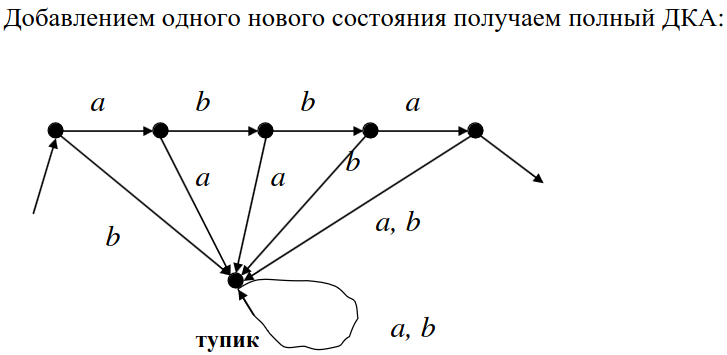 Добавлением одного нового состояния получаем полный ДКА:
a b b a
a a b
b a, b
тупик a, b